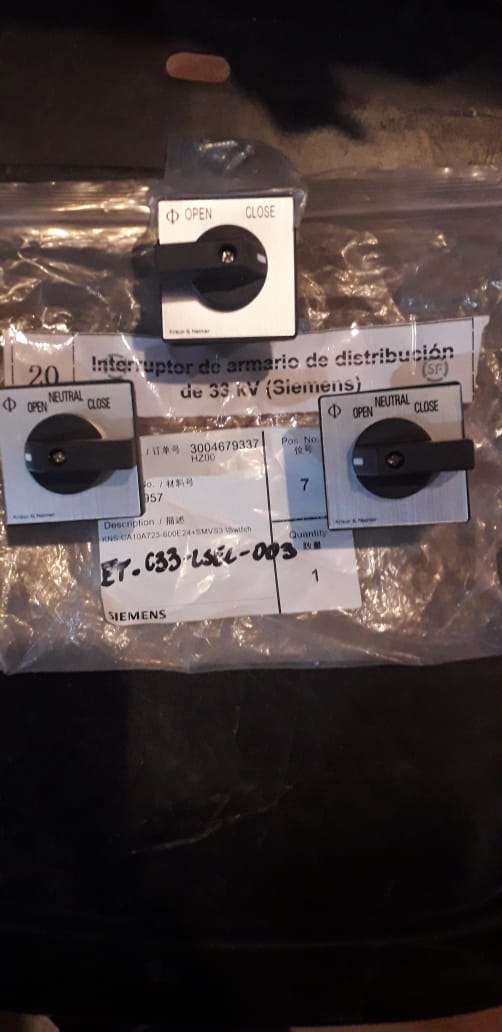 OPEN CLOSE
Kraus & Naimer
20
Interruptor de armario de distribución
de 33 kV (Siemens)
SF
OPEN NEUTRAL CLOSE
Kraus & Naimer
OPEN NEUTRAL CLOSE
Kraus & Naimer
/ 订单号 3004679337
HZ00
Pos. No.
位号
7
No. / 材料号
957
Description / 描述
KNS:CA10A723-600E24+SMVS3
Switch
ET-C33-LSEC-003
Quantity
数量
1
SIEMENS